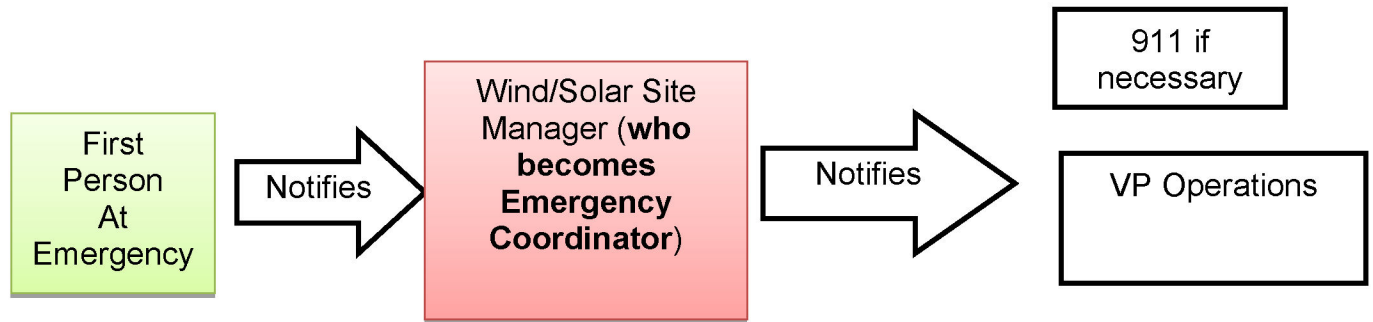 First
Person
At
Emergency
Notifies
Wind/Solar Site
Manager (who
becomes
Emergency
Coordinator)
Notifies
911 if
necessary
VP Operations